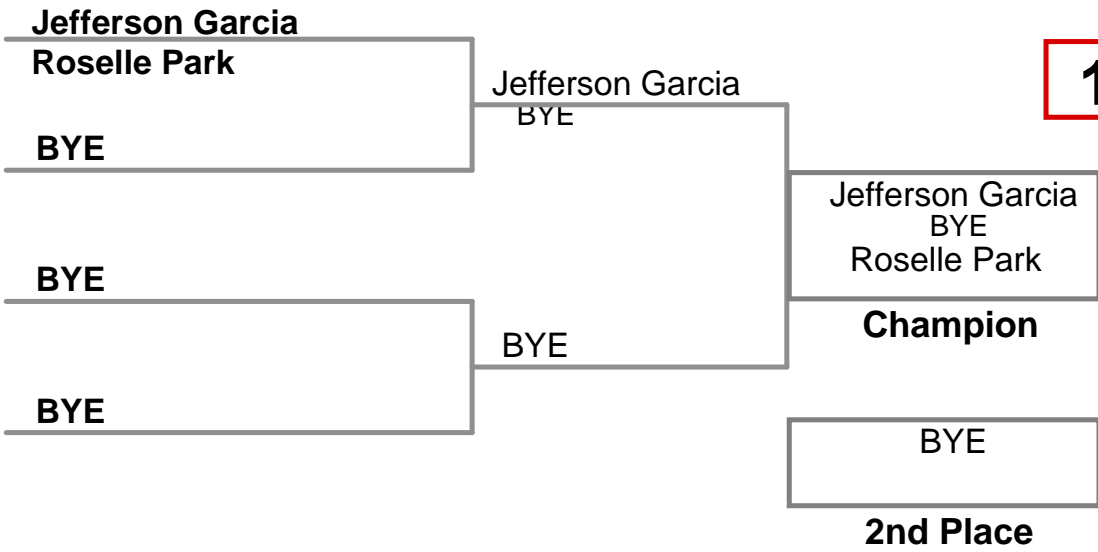 Jefferson Garcia
Roselle Park
BYE
BYE
BYE
Jefferson Garcia
BYE
BYE
1
Jefferson Garcia
BYE
Roselle Park
Champion
BYE
2nd Place